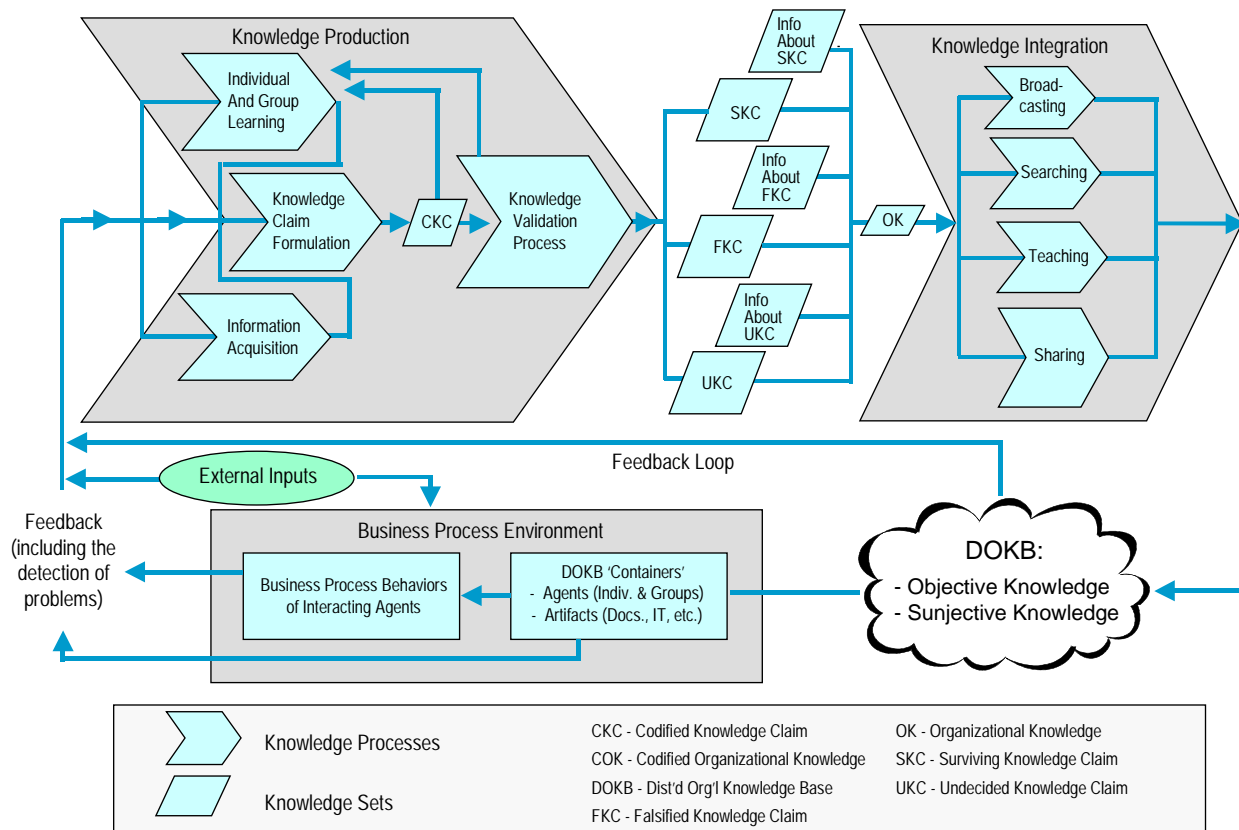 Knowledge Production
Individual
And Group
Learning
Knowledge
Claim
Formulation
Information
Acquisition
CKC
Knowledge
Validation
Process
Info
About
SKC
SKC
Info
About
FKC
FKC
Info
About
UKC
UKC
OK
Knowledge Integration
Broad-
casting
Searching
Teaching
Sharing
Feedback Loop
External Inputs
Feedback
(including the
detection of
problems)
Business Process Environment
Business Process Behaviors
of Interacting Agents
DOKB ‘Containers’
- Agents (Indiv. & Groups)
- Artifacts (Docs., IT, etc.)
DOKB:
- Objective Knowledge
- Sunjective Knowledge
Knowledge Processes
Knowledge Sets
CKC - Codified Knowledge Claim
COK - Codified Organizational Knowledge
DOKB - Dist'd Org'l Knowledge Base
FKC - Falsified Knowledge Claim
OK - Organizational Knowledge
SKC - Surviving Knowledge Claim
UKC - Undecided Knowledge Claim